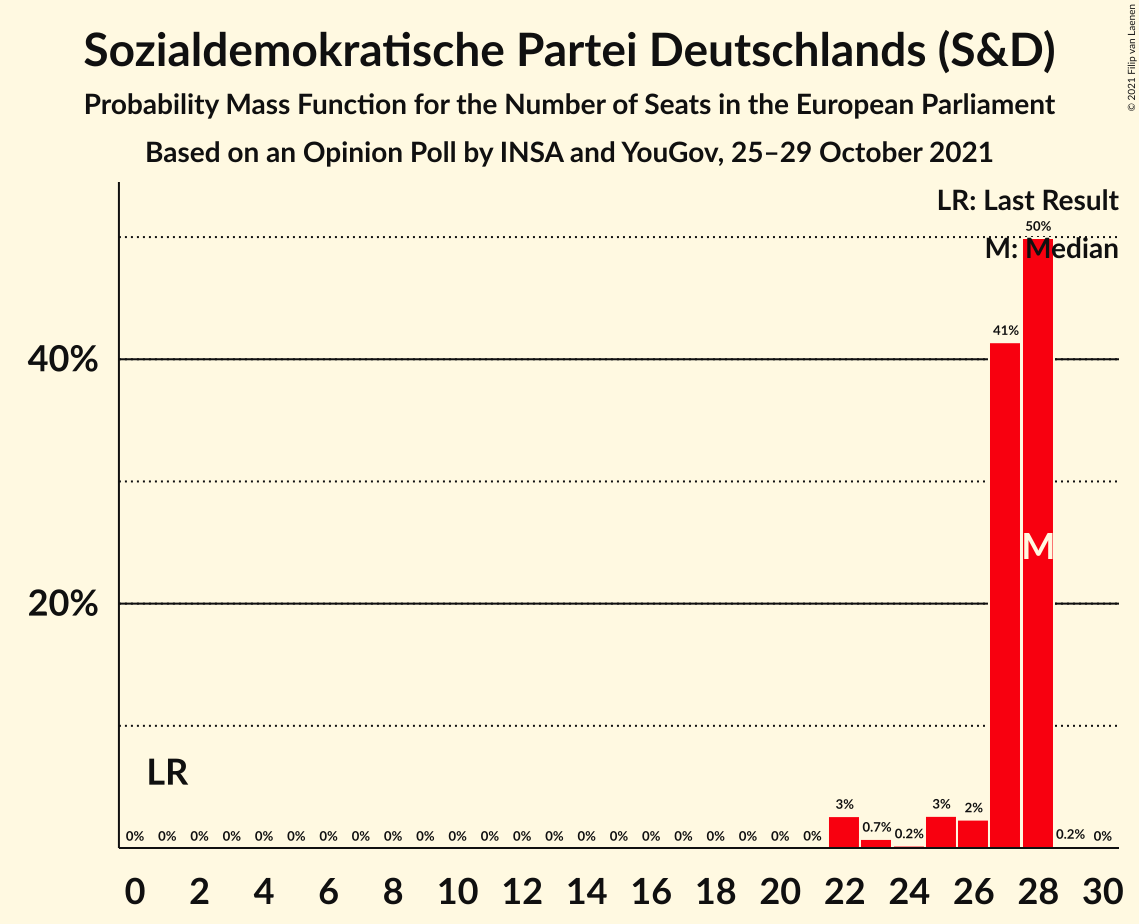 Sozialdemokratische Partei Deutschlands (S&D)
Probability Mass Function for the Number of Seats in the European Parliament
Based on an Opinion Poll by INSA and YouGov, 25–29 October 2021
© 2021 Filip van Laenen
LR: Last Result
M: Median
50%
41%
40%
20%
M
LR
0% 0% 0% 0% 0% 0% 0% 0% 0% 0% 0% 0% 0% 0% 0% 0% 0% 0% 0% 0% 0% 0% 3% 0.7% 0.2% 3% 2% 0.2% 0%
0 2 4 6 8 10 12 14 16 18 20 22 24 26 28 30